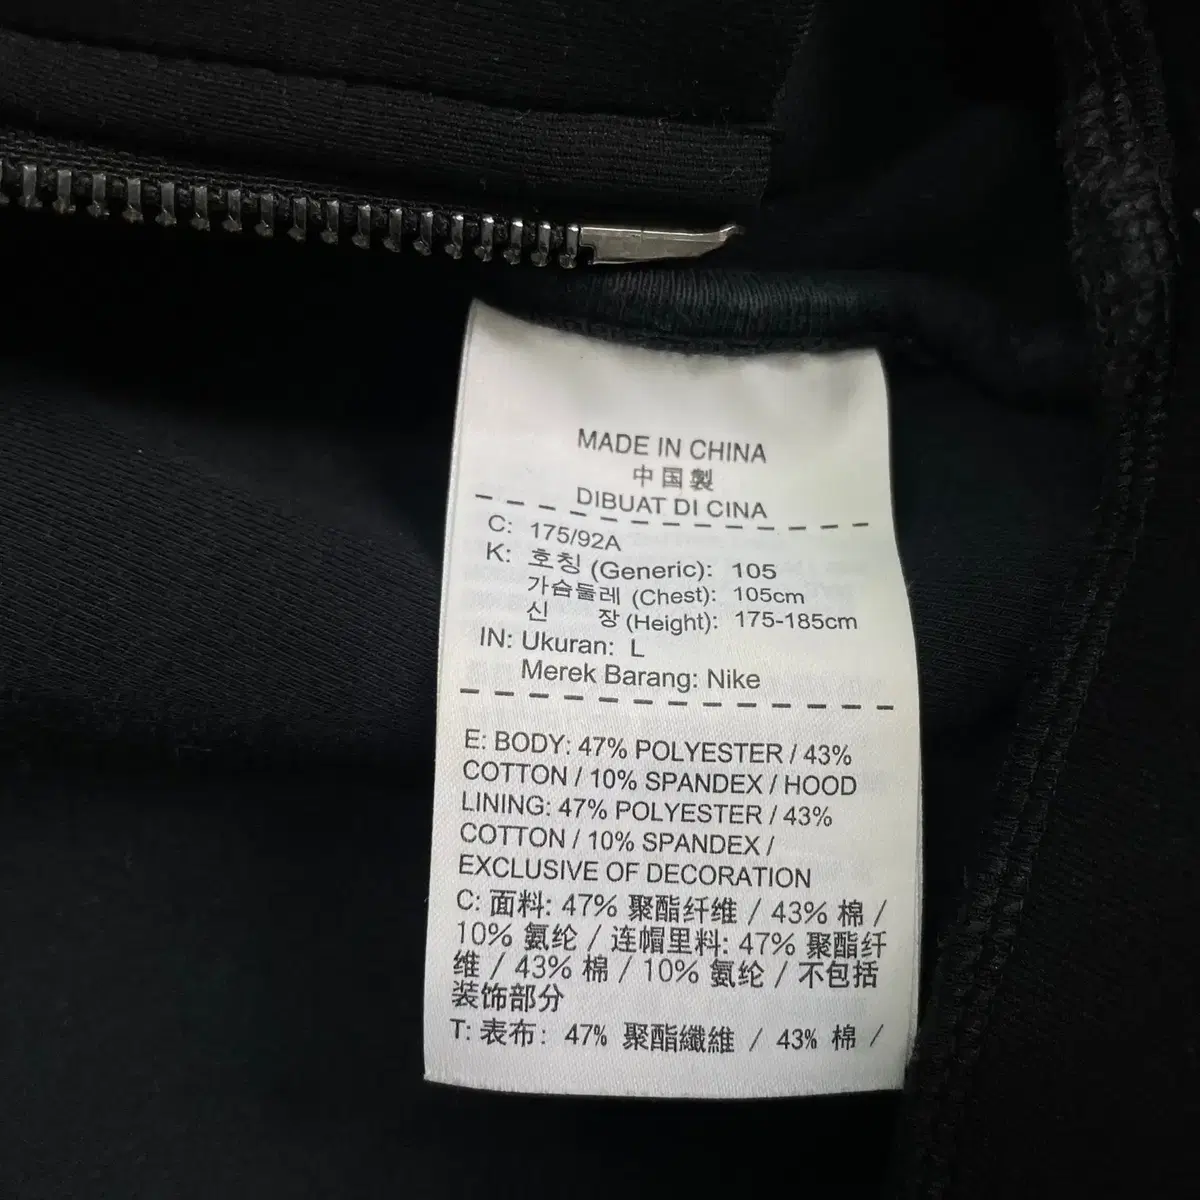 MADE IN CHINA
中国製
DIBUAT DI CINA
C: 175/92A
K: 호칭 (Generic): 105
가슴둘레 (Chest): 105cm
신 장 (Height): 175-185cm
IN: Ukuran: L
Merek Barang: Nike
E: BODY: 47% POLYESTER / 43%
COTTON / 10% SPANDEX / HOOD
LINING: 47% POLYESTER / 43%
COTTON / 10% SPANDEX /
EXCLUSIVE OF DECORATION
C: 面料: 47% 聚酯纤维 / 43% 棉 /
10% 氨纶 / 连帽里料: 47% 聚酯纤
维 / 43% 棉 / 10% 氨纶 / 不包括
装饰部分
T: 表布: 47% 聚酯纖維 / 43% 棉 /